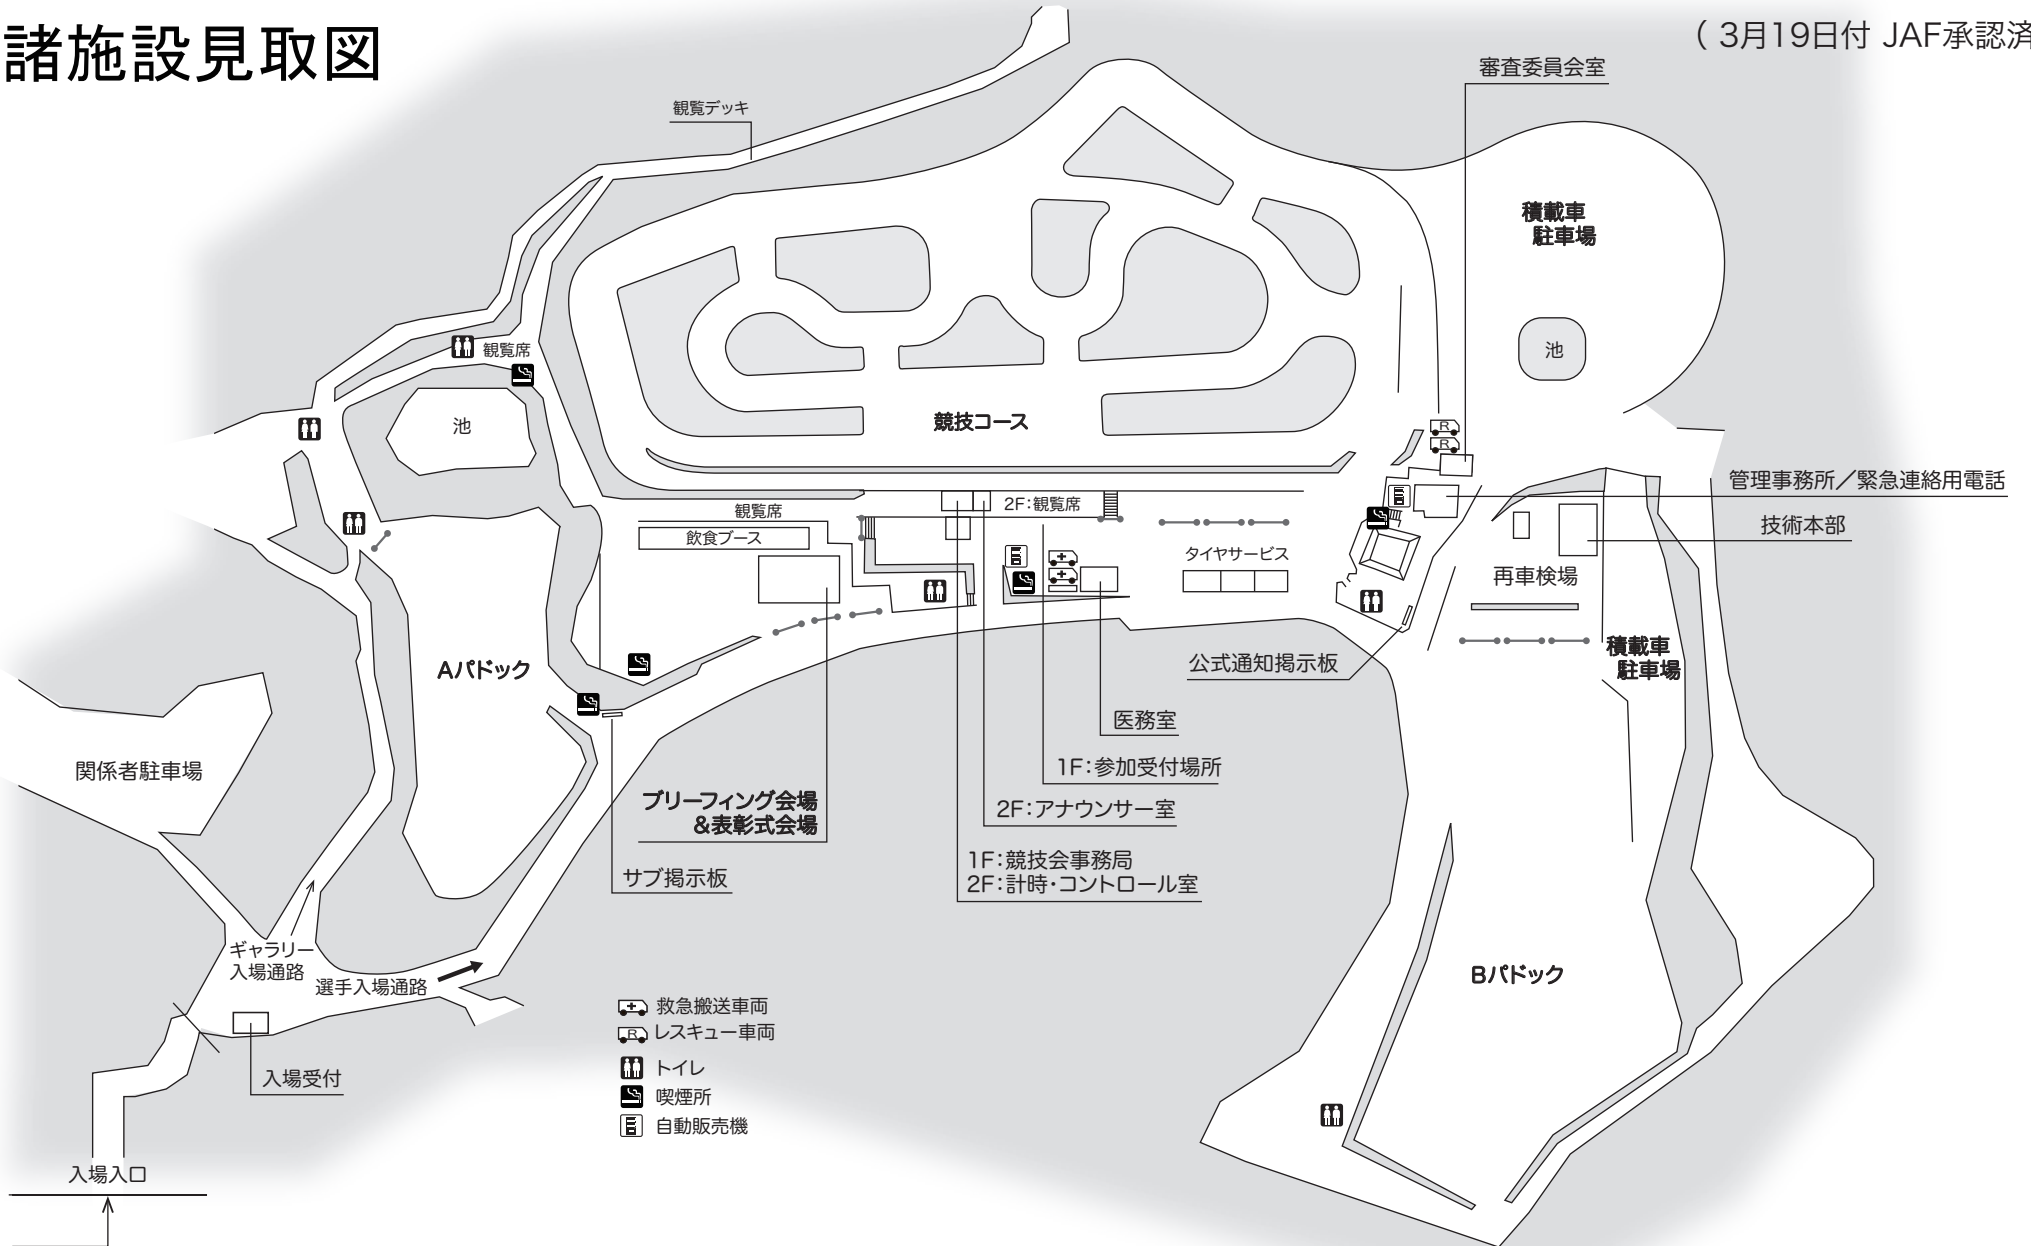 諸施設見取図
( 3月19日付 JAF承認済
審査委員会室
観覧デッキ
積載車
駐車場
池
観覧席
池
競技コース
R
R
管理事務所／緊急連絡用電話
観覧席
2F:観覧席
飲食ブース
タイヤサービス
技術本部
再車検場
積載車
駐車場
公式通知掲示板
Aパドック
医務室
1F:参加受付場所
関係者駐車場
ブリーフィング会場
&表彰式会場
2F:アナウンサー室
サブ掲示板
1F:競技会事務局
2F:計時・コントロール室
ギャラリー
入場通路
選手入場通路
Bパドック
救急搬送車両
R レスキュー車両
トイレ
喫煙所
自動販売機
入場受付
入場入口